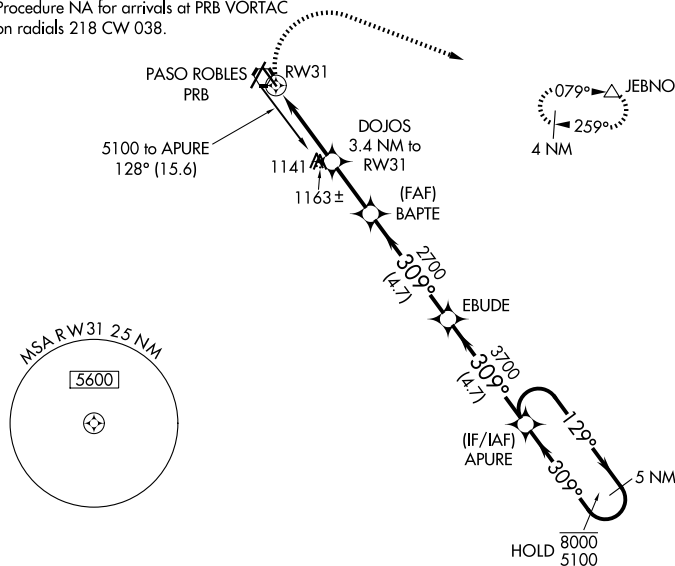 Procedure NA for arrivals at PRB VORTAC
on radials 218 CW 038.
PASO ROBLES
PRB
RW31
079°
JEBNO
259°
4 NM
5100 to APURE
128° (15.6)
DOJOS
3.4 NM to
RW31
1141
1163±
(FAF)
BAPTE
2700
309°
(4.7)
EBUDE
3700
309°
(4.7)
MSA RW31 25 NM
5600
(IF/IAF)
APURE
129°
309°
5 NM
HOLD
8000
5100